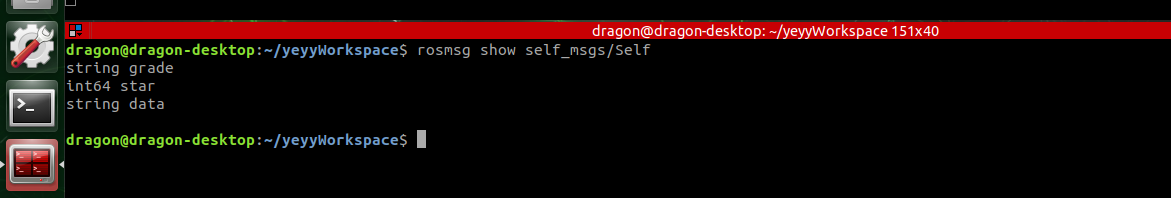 dragon@dragon-desktop: ~/yeyyWorkspace 151x40
dragon@dragon-desktop:~/yeyyWorkspace$ rosmsg show self_msgs/Self
string grade
int64 star
string data
dragon@dragon-desktop:~/yeyyWorkspace$